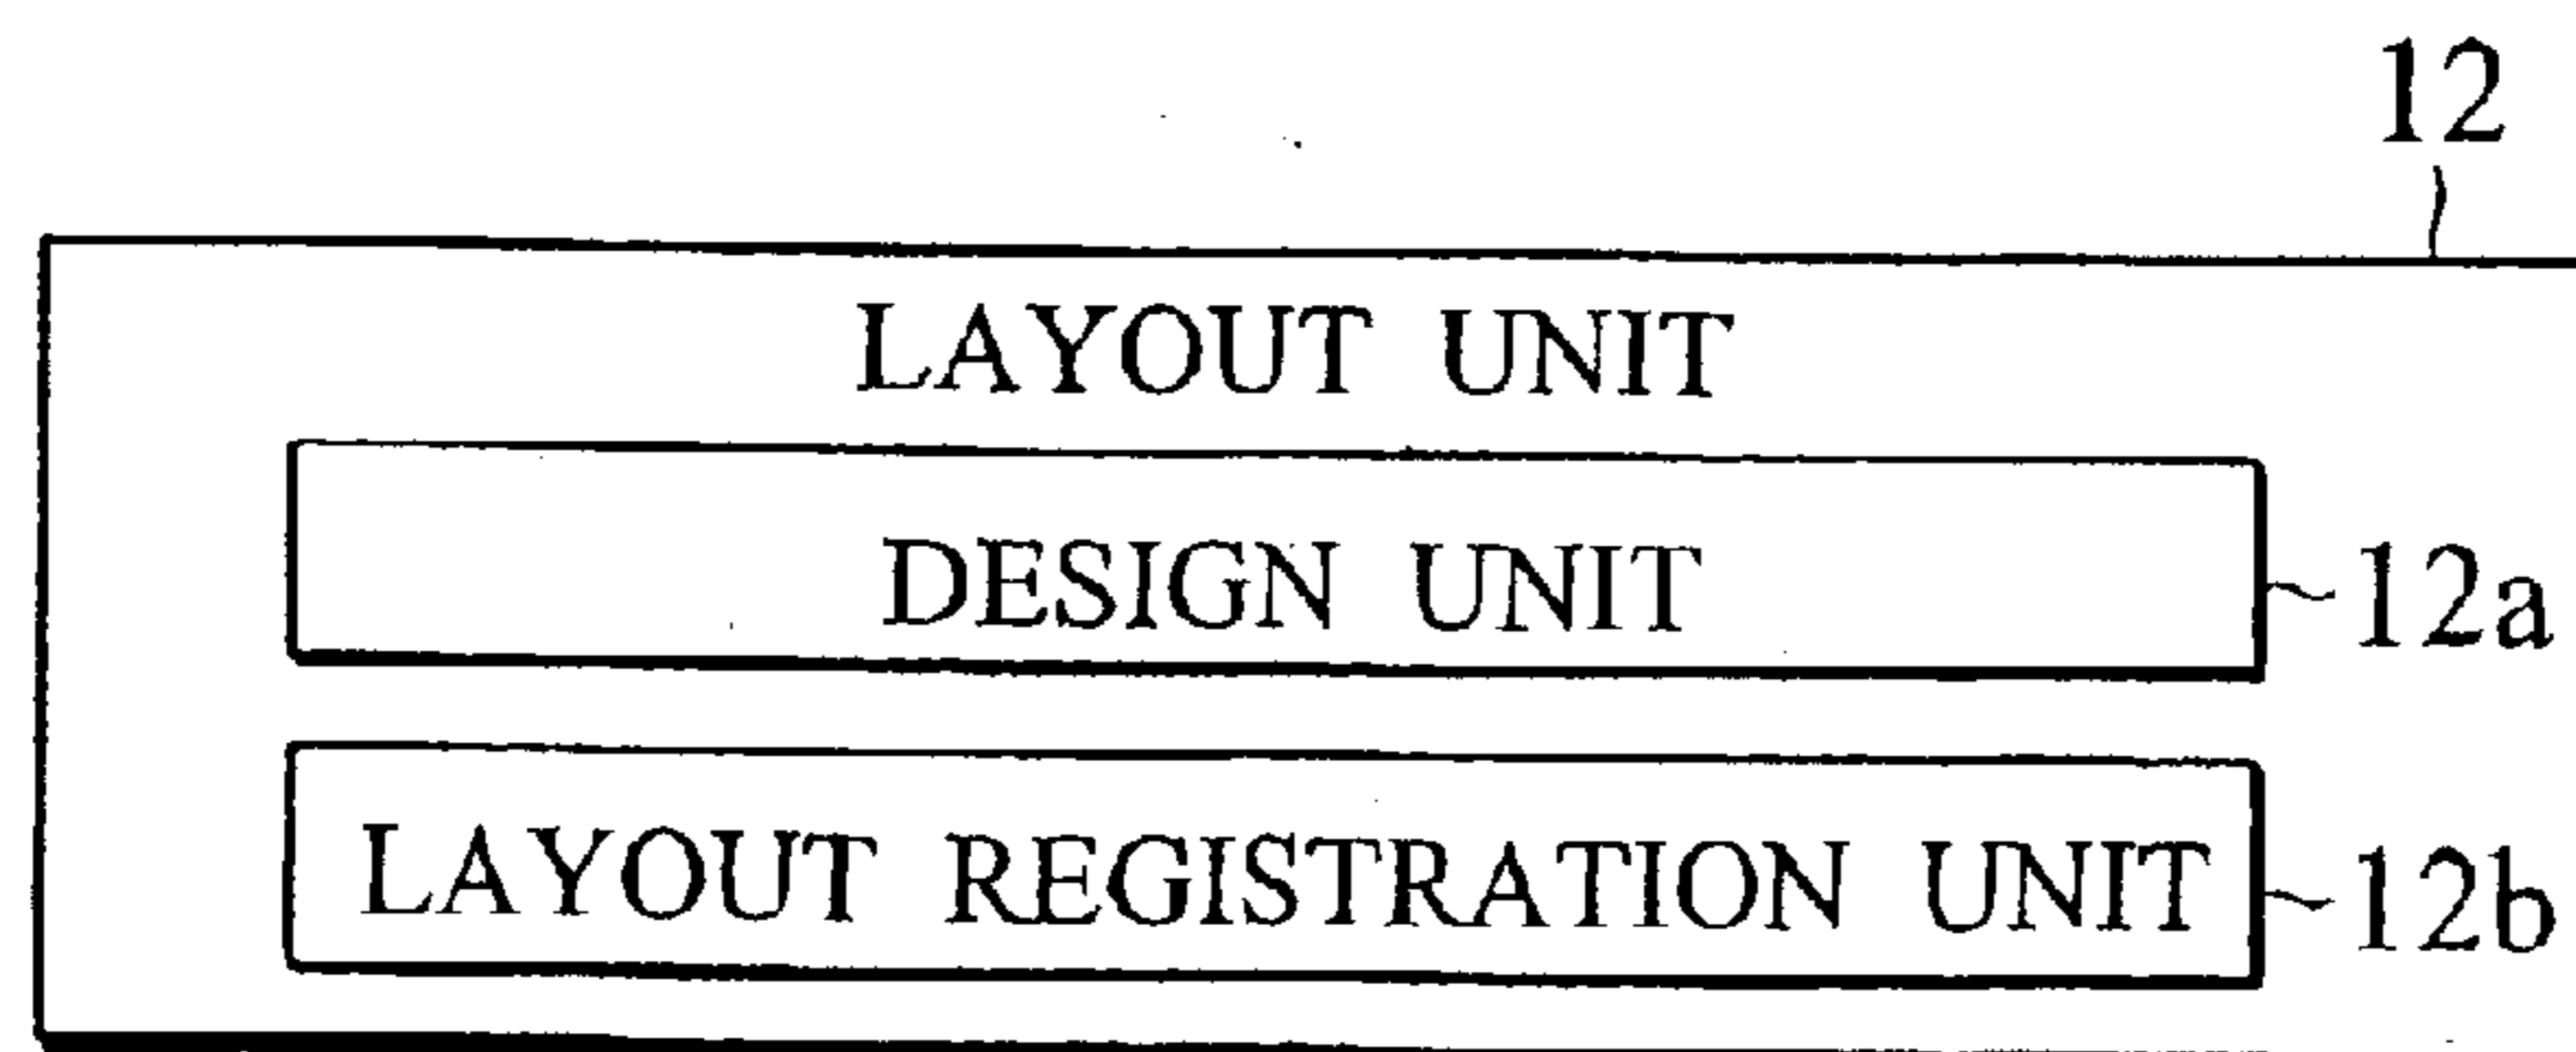 12
LAYOUT UNIT
DESIGN UNIT
12a
LAYOUT REGISTRATION UNIT
12b